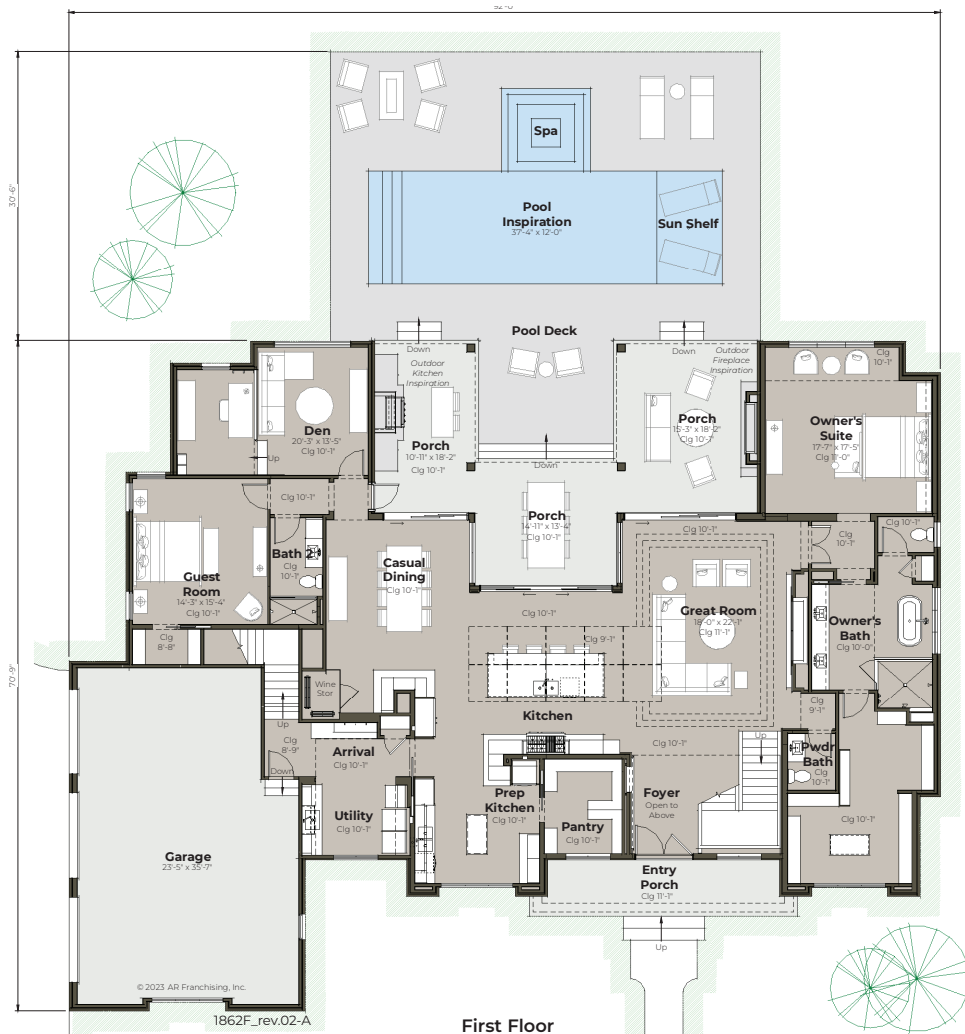 Spa
Pool
Inspiration
37'-4" x 12'-0"
Sun Shelf
30'-6"
Pool Deck
Down
Outdoor
Kitchen
Inspiration
Down
Outdoor
Fireplace
Inspiration
Clg
10'-1"
Den
20'-3" x 13'-5"
Clg 10'-1"
Up
Porch
10'-11" x 18'-2"
Clg 10'-1"
Down
Porch
15'-3" x 18'-2"
Clg 10'-1"
Owner's
Suite
17'-7" x 17'-5"
Clg 11'-0"
Clg 10'-1"
Porch
14'-11" x 13'-4"
Clg 10'-1"
Clg 10'-1"
Clg
10'-1"
Clg 10'-1"
Bath 2
Clg
10'-1"
Guest
Room
14'-3" x 15'-4"
Clg 10'-1"
Casual
Dining
Clg 10'-1"
Clg 10'-1"
Clg 9'-1"
Great Room
18'-0" x 22'-1"
Clg 11'-1"
Owner's
Bath
Clg 10'-0"
Clg
8'-8"
70'-9"
Wine
Stor
Up
Kitchen
Clg 10'-1"
Clg
9'-1"
Up
Clg
8'-9"
Down
Arrival
Clg 10'-1"
Pwdr
Bath
Clg
10'-1"
Utility
Clg 10'-1"
Prep
Kitchen
Clg 10'-1"
Pantry
Clg 10'-1"
Foyer
Open to
Above
Clg 10'-1"
Garage
23'-5" x 35'-7"
Entry
Porch
Clg 11'-1"
Up
© 2023 AR Franchising, Inc.
1862F_rev.02-A
First Floor